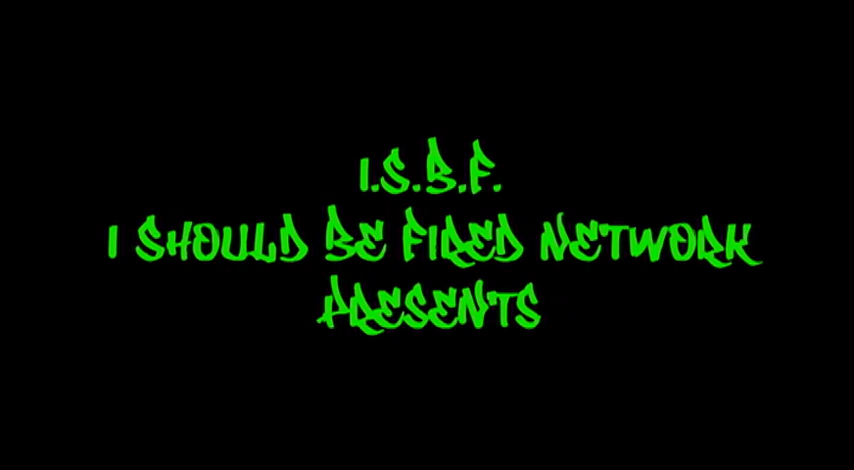 I.S.B.F.
I SHOULD BE FIRED NETWORK
PRESENTS